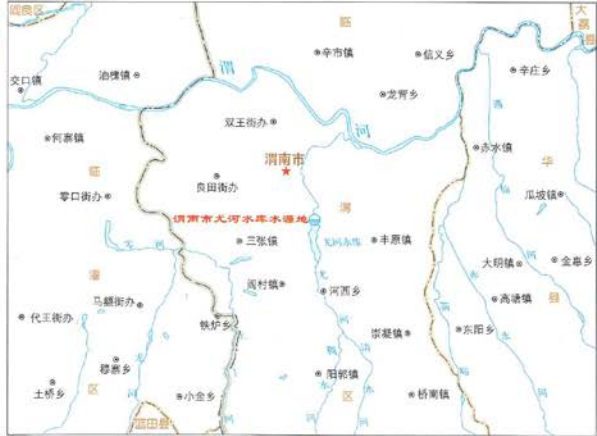 阎良区
临
大荔县
辛市镇
信义乡
交口镇
油槐镇
渭
辛庄乡
龙背乡
双王街办
河
何寨镇
赤水镇
华
渭南市
临
良田街办
零口街办
渭
瓜坡镇
渭南市尤河水库水源地
三张镇
丰原镇
大明镇
金惠乡
阎村镇
河西乡
潼
县
马额街办
高塘镇
代王街办
铁炉乡
东阳乡
崇凝镇
穆寨乡
阳郭镇
土桥乡
区
小金乡
区
桥南镇
蓝田县